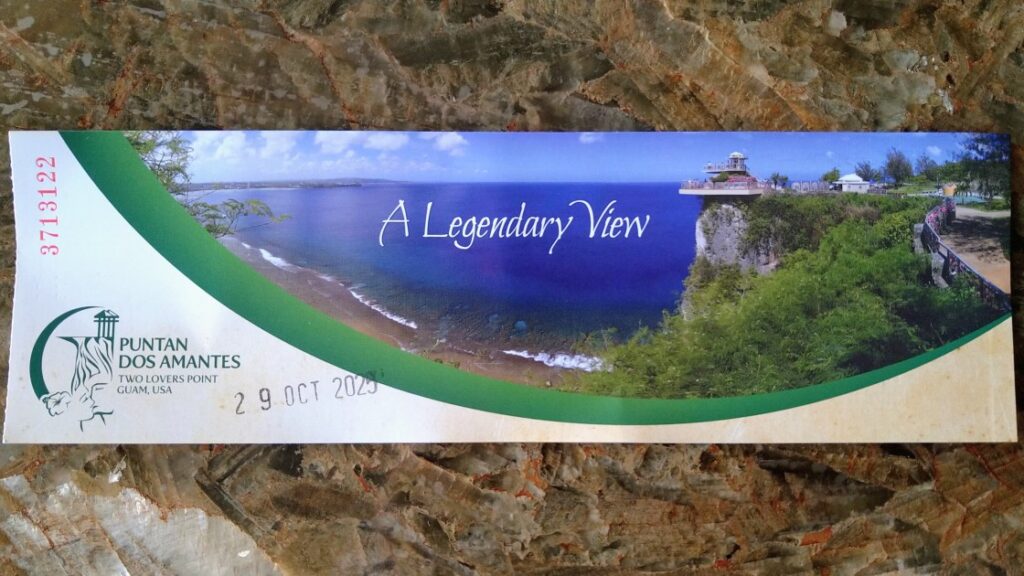 3713122
A Legendary View
PUNTAN
DOS AMANTES
TWO LOVERS POINT
GUAM, USA
29 OCT 2025